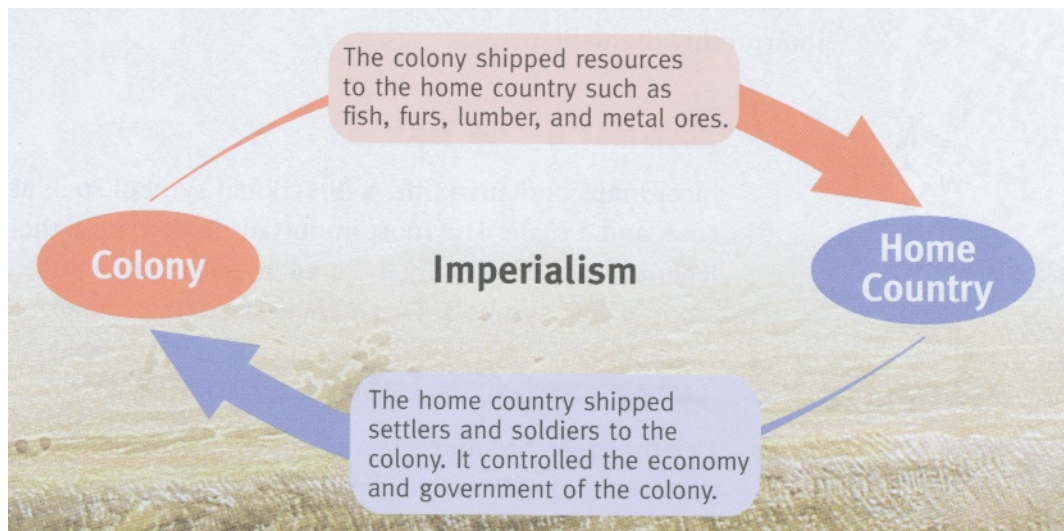 The colony shipped resources
to the home country such as
fish, furs, lumber, and metal ores.
Colony
Imperialism
Home
Country
The home country shipped
settlers and soldiers to the
colony. It controlled the economy
and government of the colony.